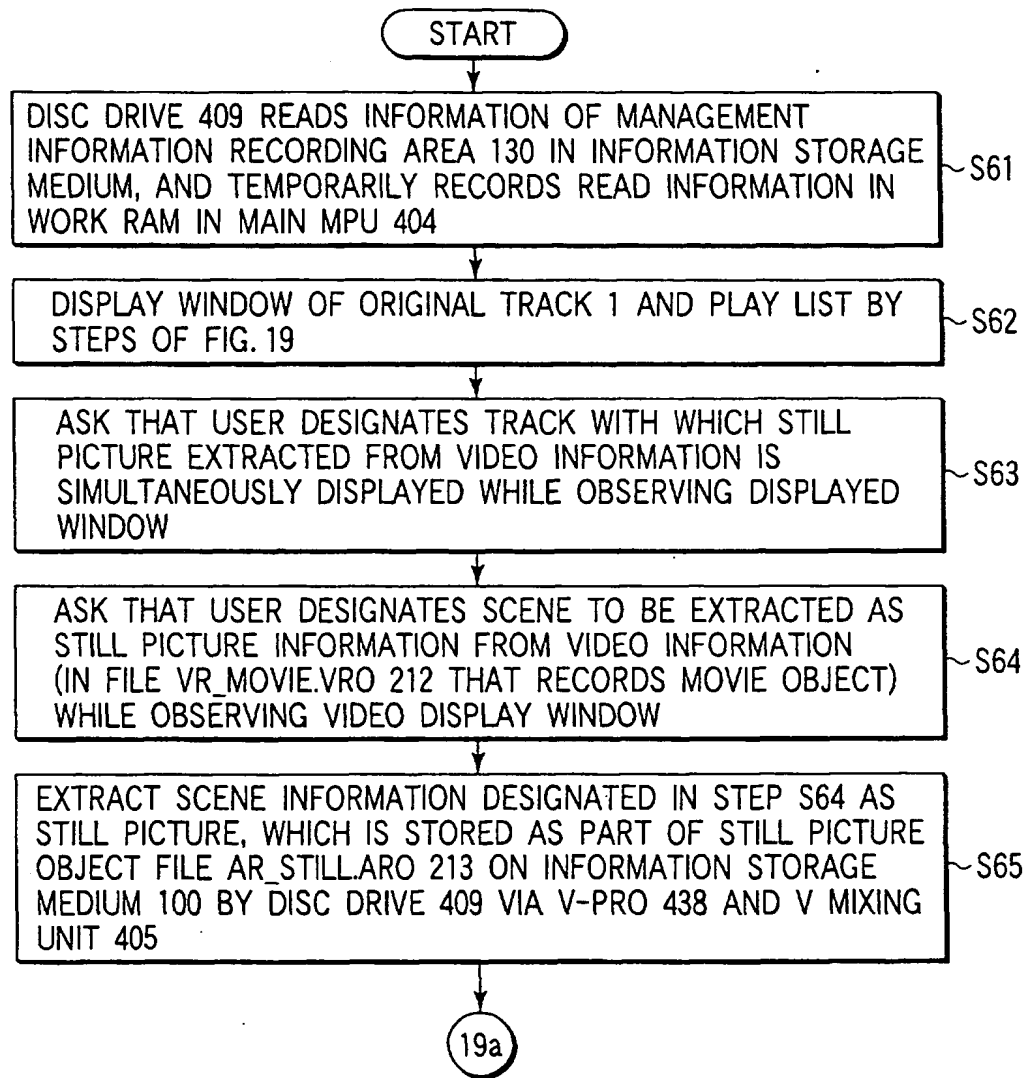 START
DISC DRIVE 409 READS INFORMATION OF MANAGEMENT
INFORMATION RECORDING AREA 130 IN INFORMATION STORAGE
MEDIUM, AND TEMPORARILY RECORDS READ INFORMATION IN
WORK RAM IN MAIN MPU 404
S61
DISPLAY WINDOW OF ORIGINAL TRACK 1 AND PLAY LIST BY
STEPS OF FIG. 19
S62
ASK THAT USER DESIGNATES TRACK WITH WHICH STILL
PICTURE EXTRACTED FROM VIDEO INFORMATION IS
SIMULTANEOUSLY DISPLAYED WHILE OBSERVING DISPLAYED
WINDOW
S63
ASK THAT USER DESIGNATES SCENE TO BE EXTRACTED AS
STILL PICTURE INFORMATION FROM VIDEO INFORMATION
(IN FILE VR_MOVIE.VRO 212 THAT RECORDS MOVIE OBJECT)
WHILE OBSERVING VIDEO DISPLAY WINDOW
S64
EXTRACT SCENE INFORMATION DESIGNATED IN STEP S64 AS
STILL PICTURE, WHICH IS STORED AS PART OF STILL PICTURE
OBJECT FILE AR_STILL.ARO 213 ON INFORMATION STORAGE
MEDIUM 100 BY DISC DRIVE 409 VIA V-PRO 438 AND V MIXING
UNIT 405
S65
19a